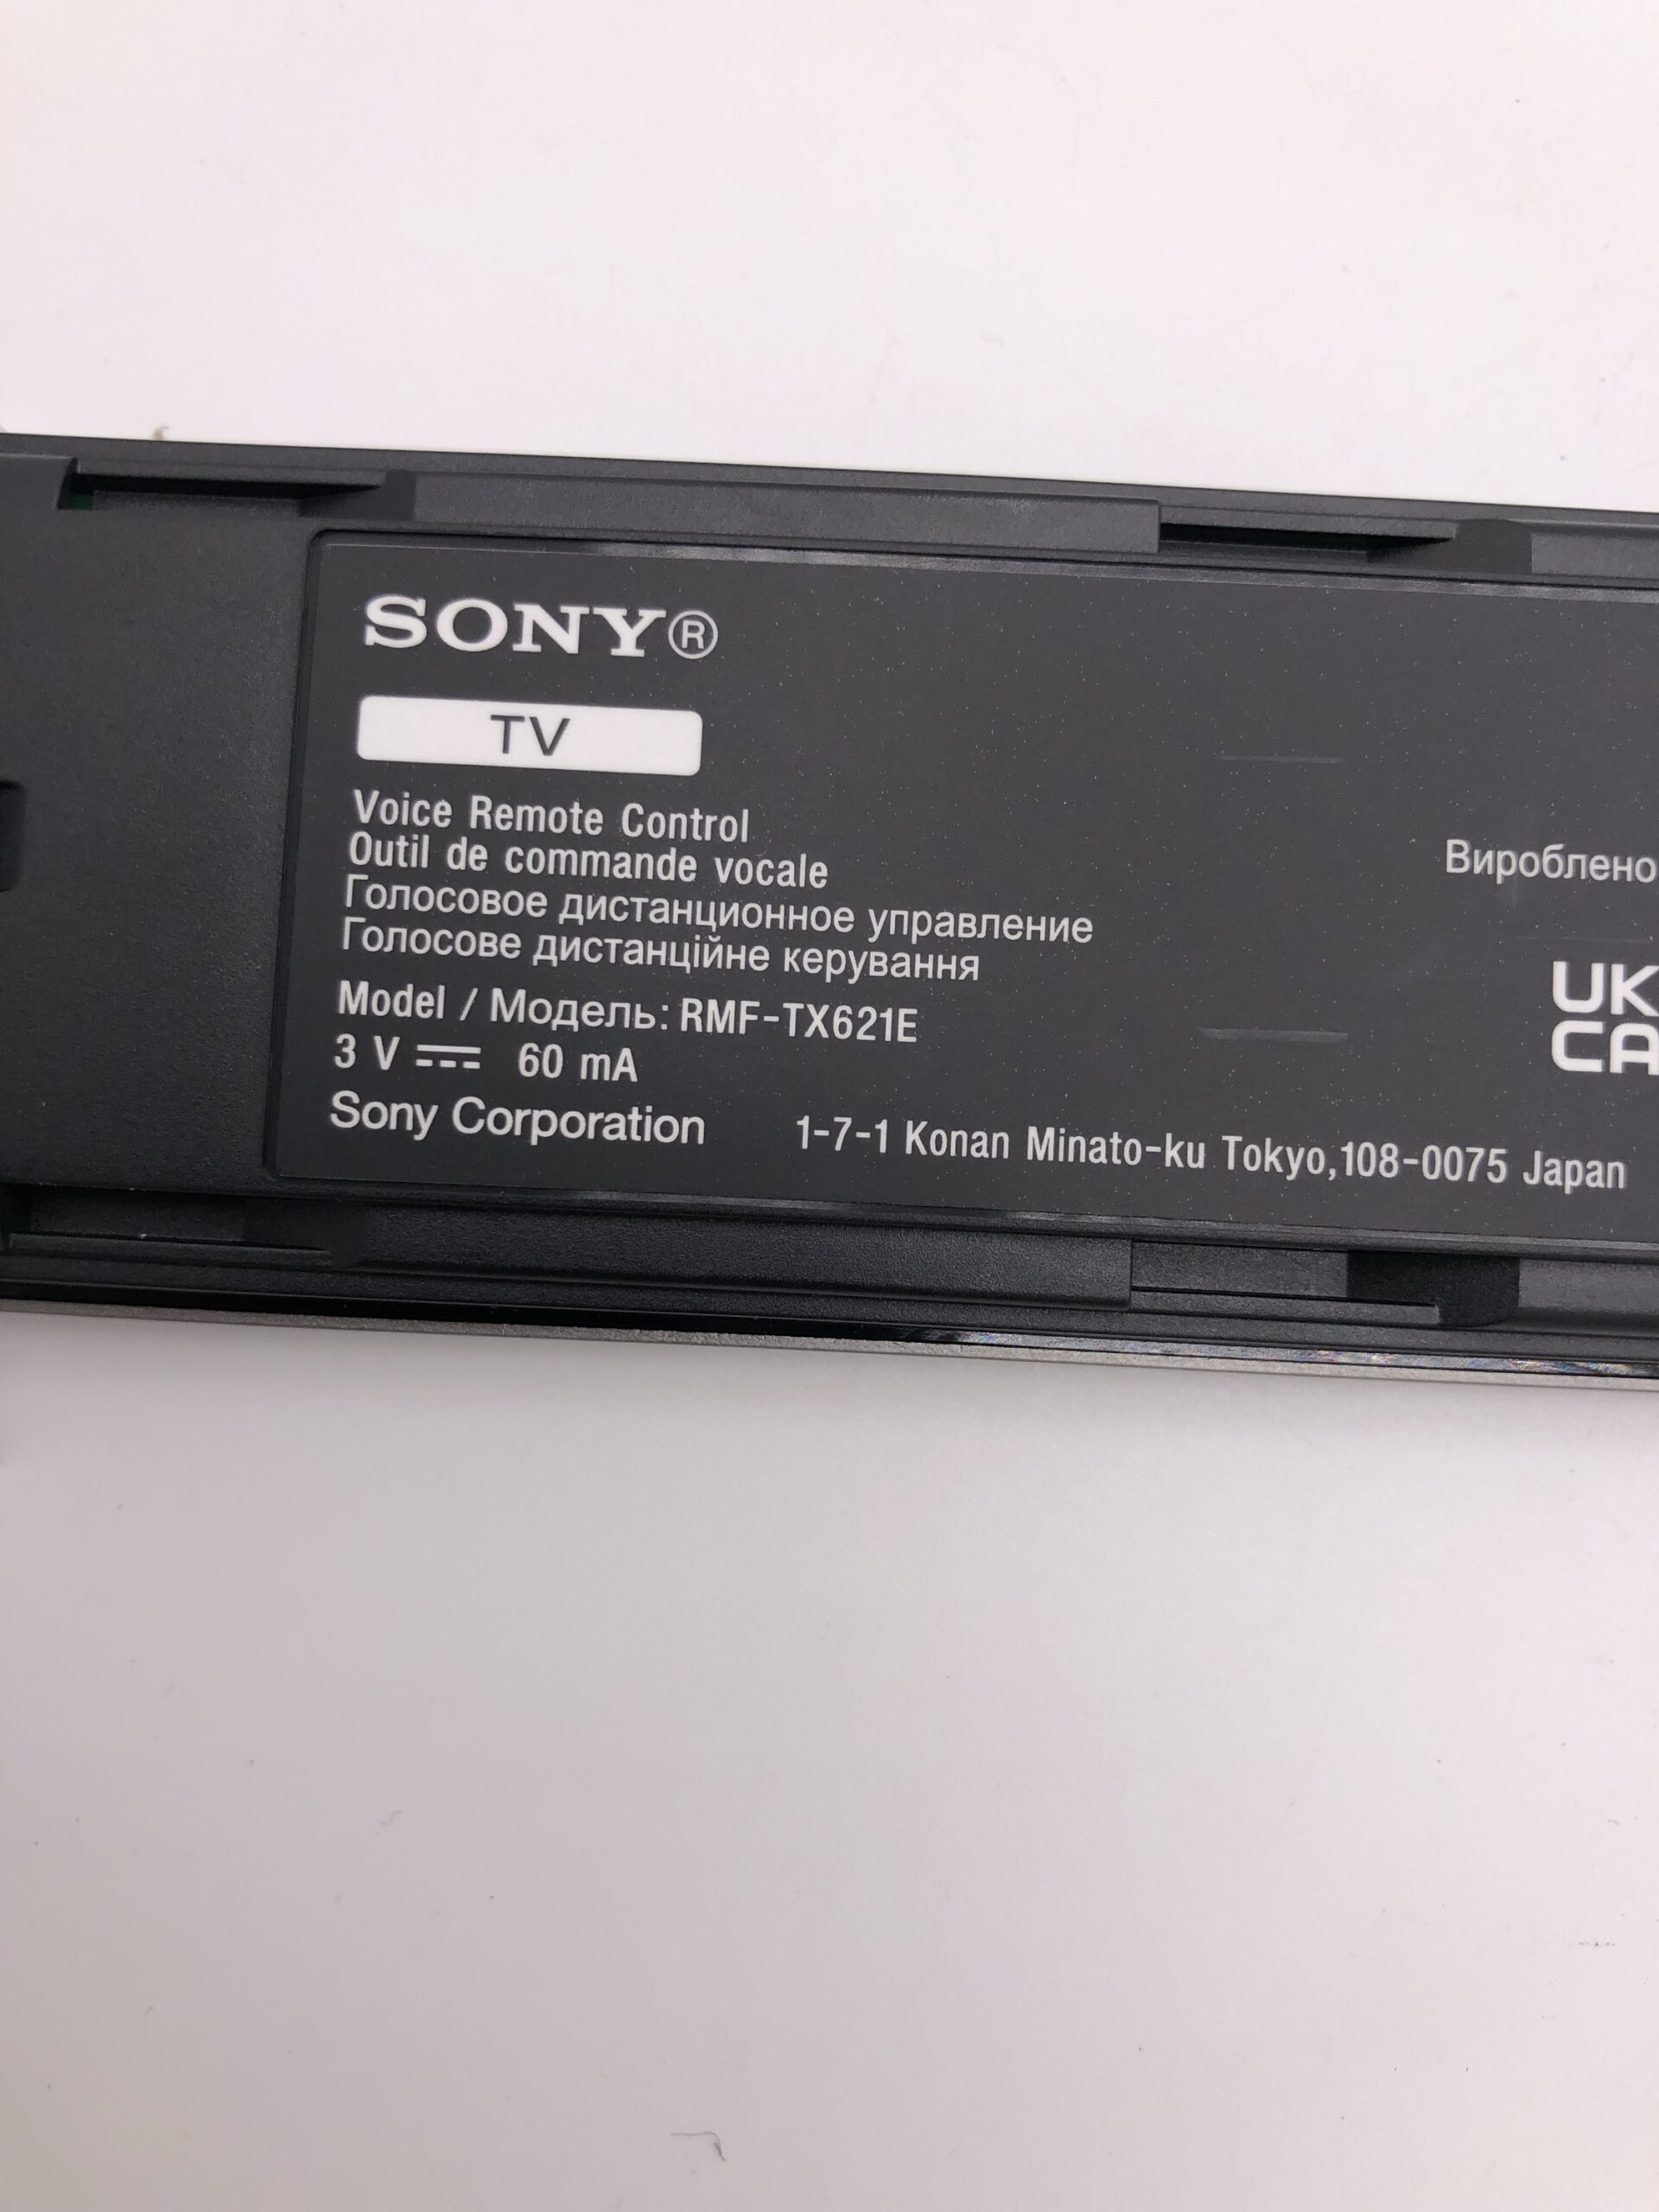 SONY®
TV
Voice Remote Control
Outil de commande vocale
Голосовое дистанционное управление
Голосове дистанційне керування
Model / Модель: RMF-TX621E
3 V ⎓ 60 mA
Sony Corporation 1-7-1 Konan Minato-ku Tokyo,108-0075 Japan
Вироблено
UK
CA